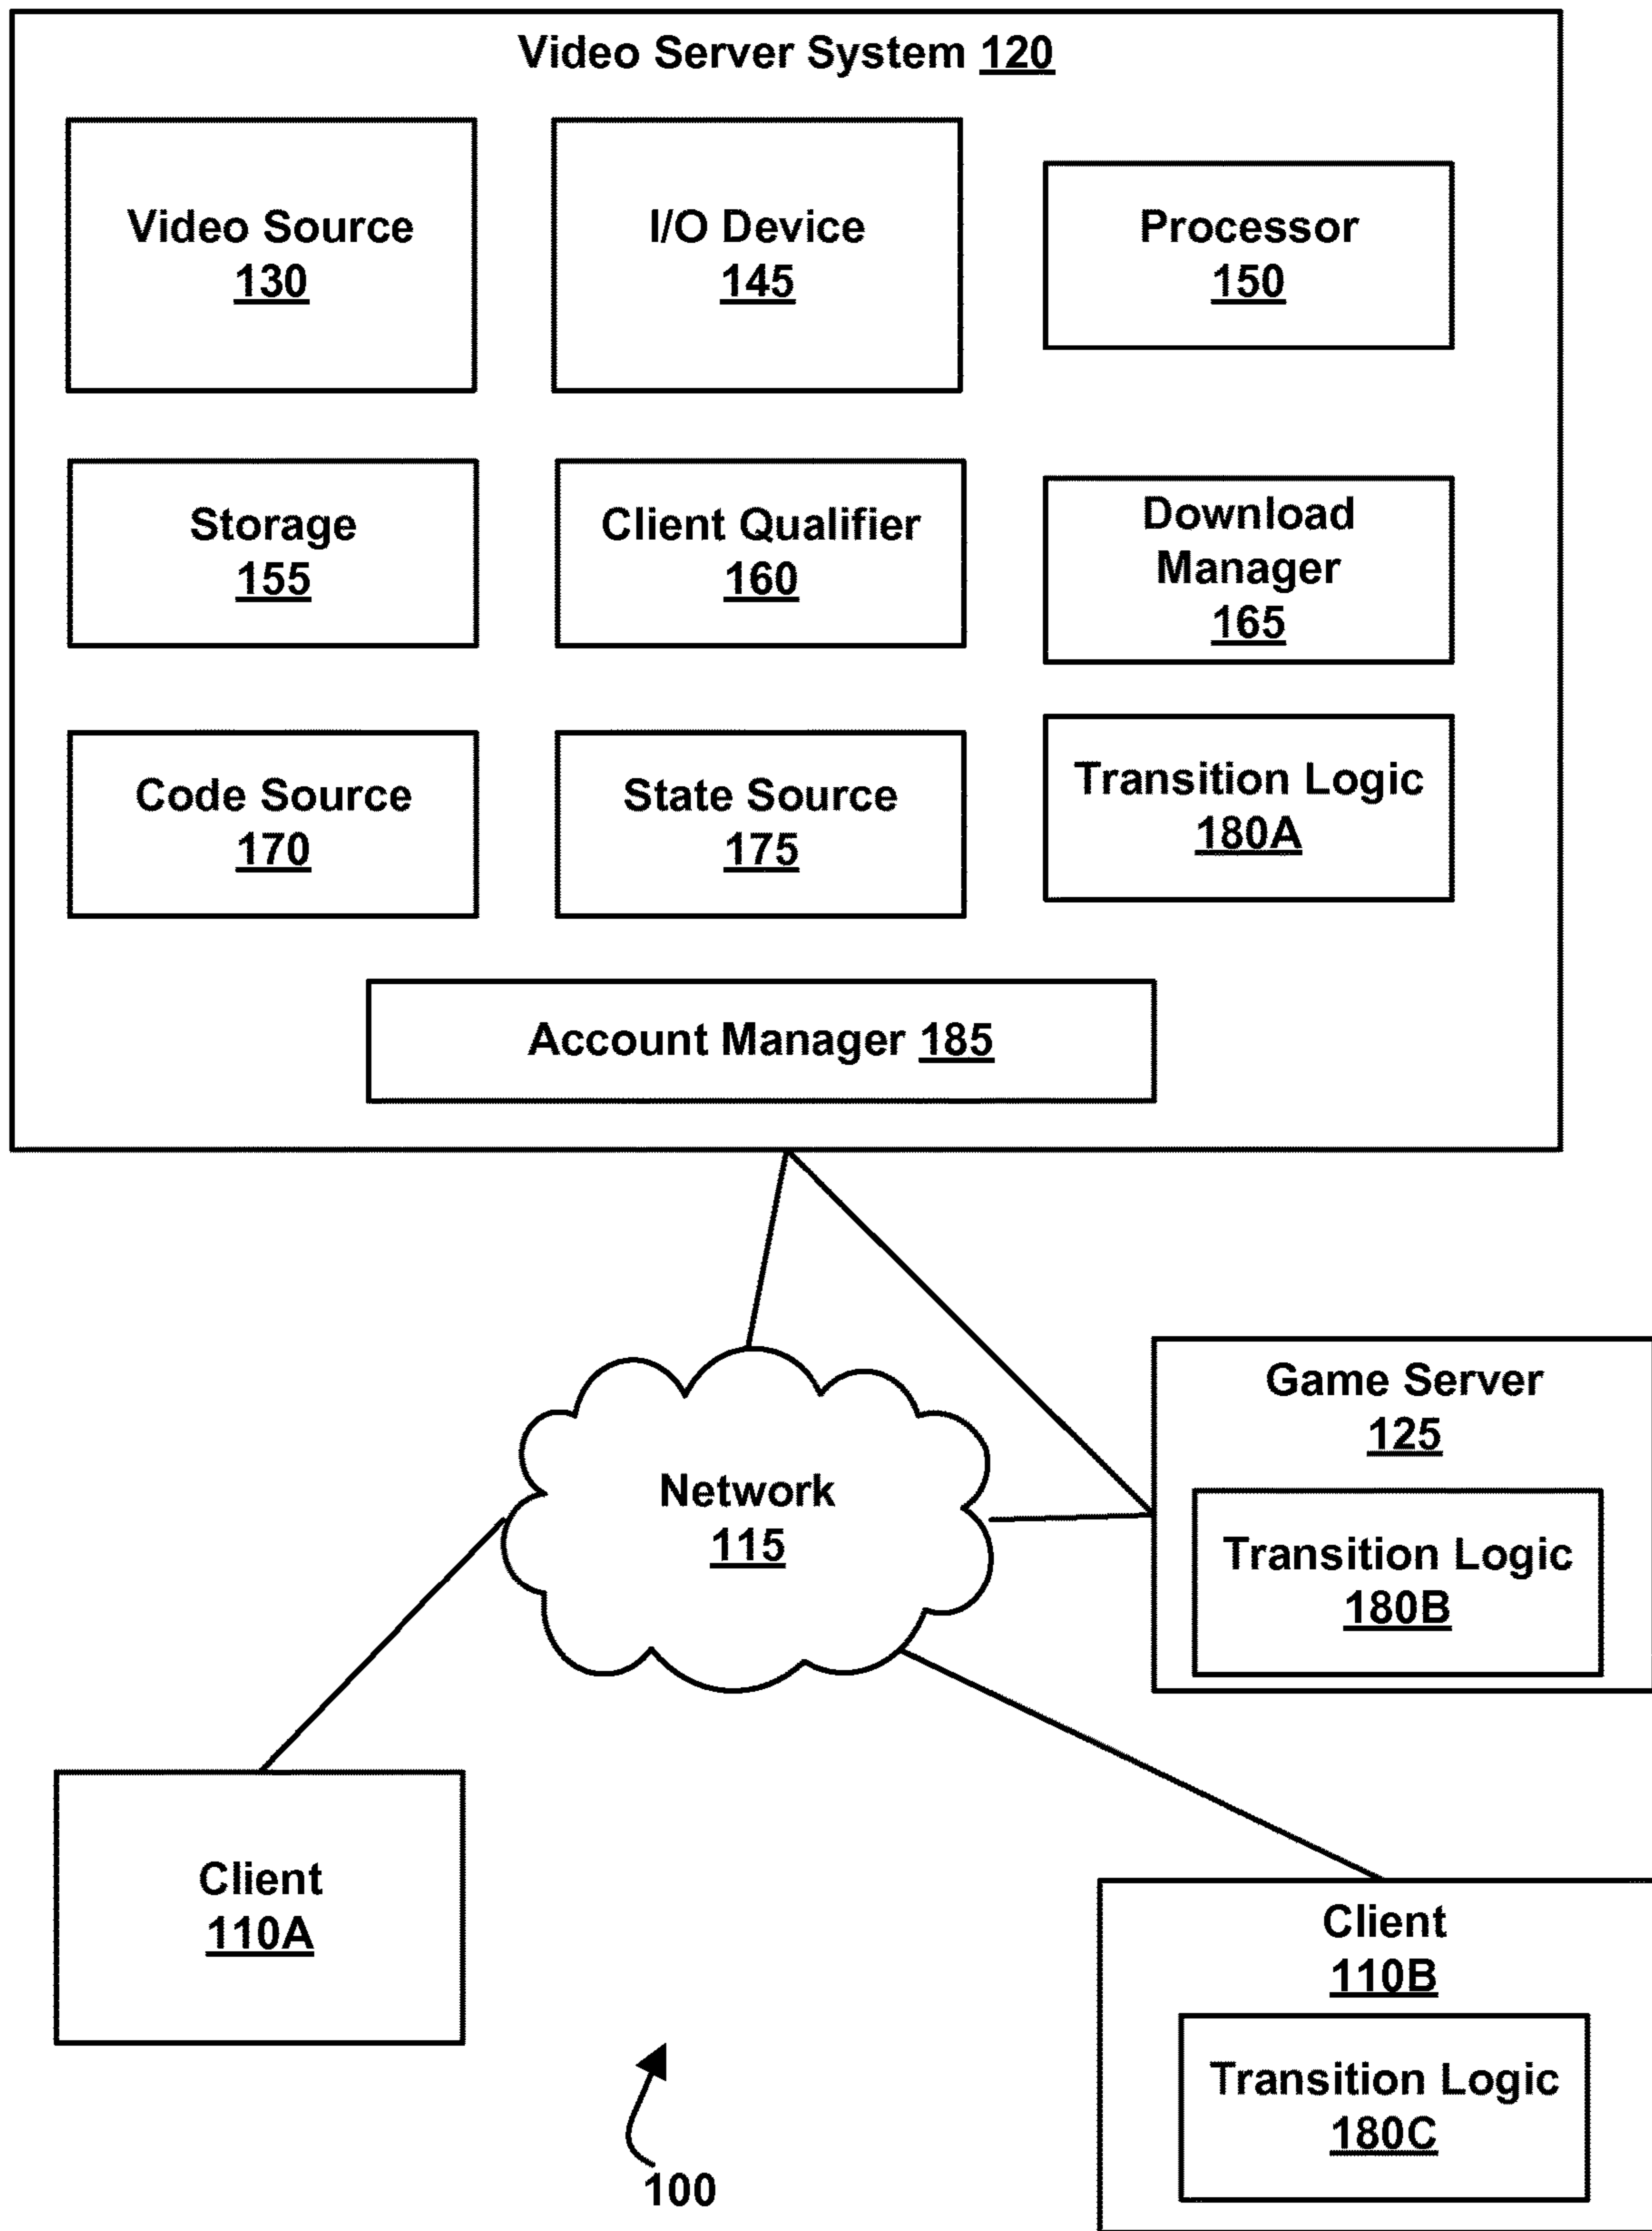 Video Server System 120
Video Source
130
I/O Device
145
Processor
150
Storage
155
Client Qualifier
160
Download
Manager
165
Code Source
170
State Source
175
Transition Logic
180A
Account Manager 185
Game Server
125
Transition Logic
180B
Network
115
Client
110A
Client
110B
Transition Logic
180C
100